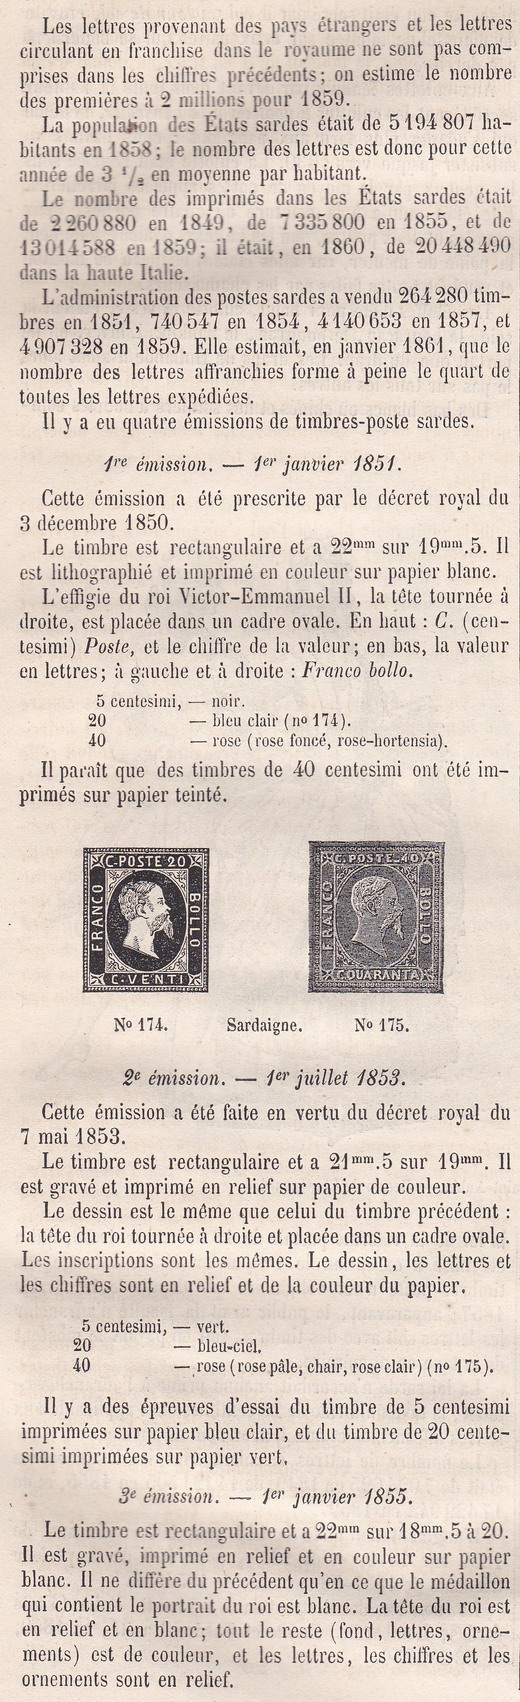 Les lettres provenant des pays étrangers et les lettres
circulant en franchise dans le royaume ne sont pas com-
prises dans les chiffres précédents; on estime le nombre
des premières à 2 millions pour 1859.
La population des États sardes était de 5 194 807 ha-
bitants en 1858; le nombre des lettres est donc pour cette
année de 3 1/2 en moyenne par habitant.
Le nombre des imprimés dans les États sardes était
de 2 260 880 en 1849, de 7 335 800 en 1855, et de
13 014 588 en 1859; il était, en 1860, de 20 448 490
dans la haute Italie.
L'administration des postes sardes a vendu 264 280 tim-
bres en 1851, 740 547 en 1854, 4 140 653 en 1857, et
4 907 328 en 1859. Elle estimait, en janvier 1861, que le
nombre des lettres affranchies forme à peine le quart de
toutes les lettres expédiées.
Il y a eu quatre émissions de timbres-poste sardes.
1re émission. — 1er janvier 1851.
Cette émission a été prescrite par le décret royal du
3 décembre 1850.
Le timbre est rectangulaire et a 22mm sur 19mm.5. Il
est lithographié et imprimé en couleur sur papier blanc.
L'effigie du roi Victor-Emmanuel II, la tête tournée à
droite, est placée dans un cadre ovale. En haut : C. (cen-
tesimi) Poste, et le chiffre de la valeur; en bas, la valeur
en lettres; à gauche et à droite : Franco bollo.
5 centesimi, — noir.
20 — bleu clair (no 174).
40 — rose (rose foncé, rose-hortensia).
Il paraît que des timbres de 40 centesimi ont été im-
primés sur papier teinté.
C·POSTE 20
FRANCO
BOLLO
C·VENTI
C·POSTE·40
FRANCO
BOLLO
C.QUARANTA
No 174. Sardaigne. No 175.
2e émission. — 1er juillet 1853.
Cette émission a été faite en vertu du décret royal du
7 mai 1853.
Le timbre est rectangulaire et a 21mm.5 sur 19mm. Il
est gravé et imprimé en relief sur papier de couleur.
Le dessin est le même que celui du timbre précédent :
la tête du roi tournée à droite et placée dans un cadre ovale.
Les inscriptions sont les mêmes. Le dessin, les lettres et
les chiffres sont en relief et de la couleur du papier.
5 centesimi, — vert.
20 — bleu-ciel.
40 — rose (rose pâle, chair, rose clair) (no 175).
Il y a des épreuves d'essai du timbre de 5 centesimi
imprimées sur papier bleu clair, et du timbre de 20 cente-
simi imprimées sur papier vert.
3e émission. — 1er janvier 1855.
Le timbre est rectangulaire et a 22mm sur 18mm.5 à 20.
Il est gravé, imprimé en relief et en couleur sur papier
blanc. Il ne diffère du précédent qu'en ce que le médaillon
qui contient le portrait du roi est blanc. La tête du roi est
en relief et en blanc; tout le reste (fond, lettres, orne-
ments) est de couleur, et les lettres, les chiffres et les
ornements sont en relief.